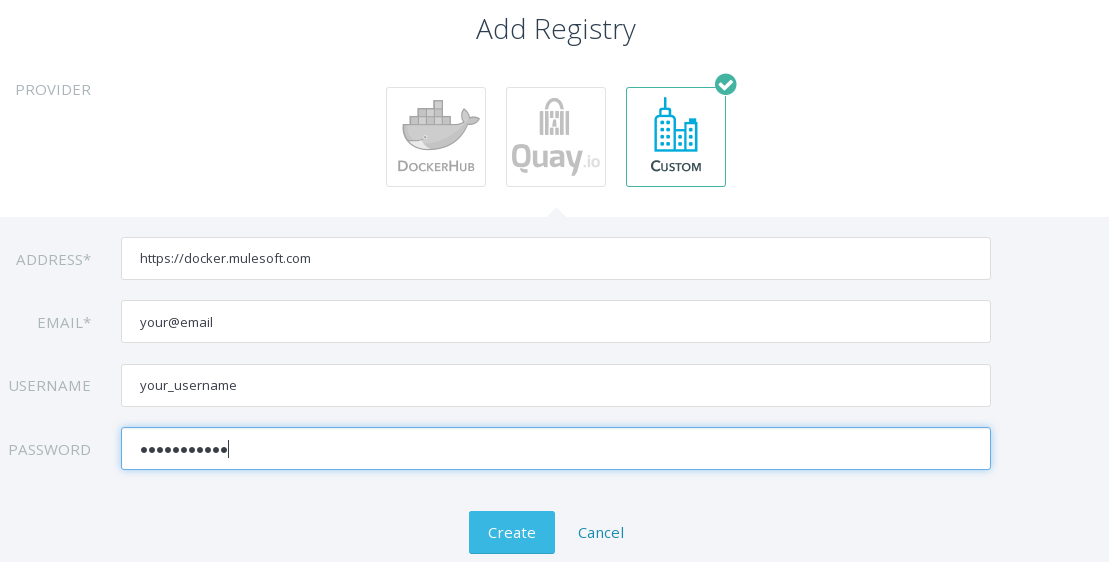 Add Registry
PROVIDER
DOCKERHUB
Quay.io
CUSTOM
ADDRESS*
https://docker.mulesoft.com
EMAIL*
your@email
USERNAME
your_username
PASSWORD
•••••••••••
Create
Cancel